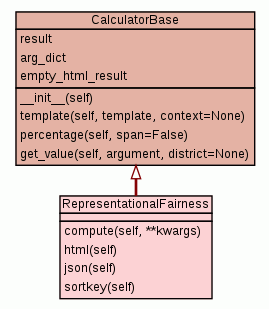 CalculatorBase
result
arg_dict
empty_html_result
__init__(self)
template(self, template, context=None)
percentage(self, span=False)
get_value(self, argument, district=None)
RepresentationalFairness
compute(self, **kwargs)
html(self)
json(self)
sortkey(self)